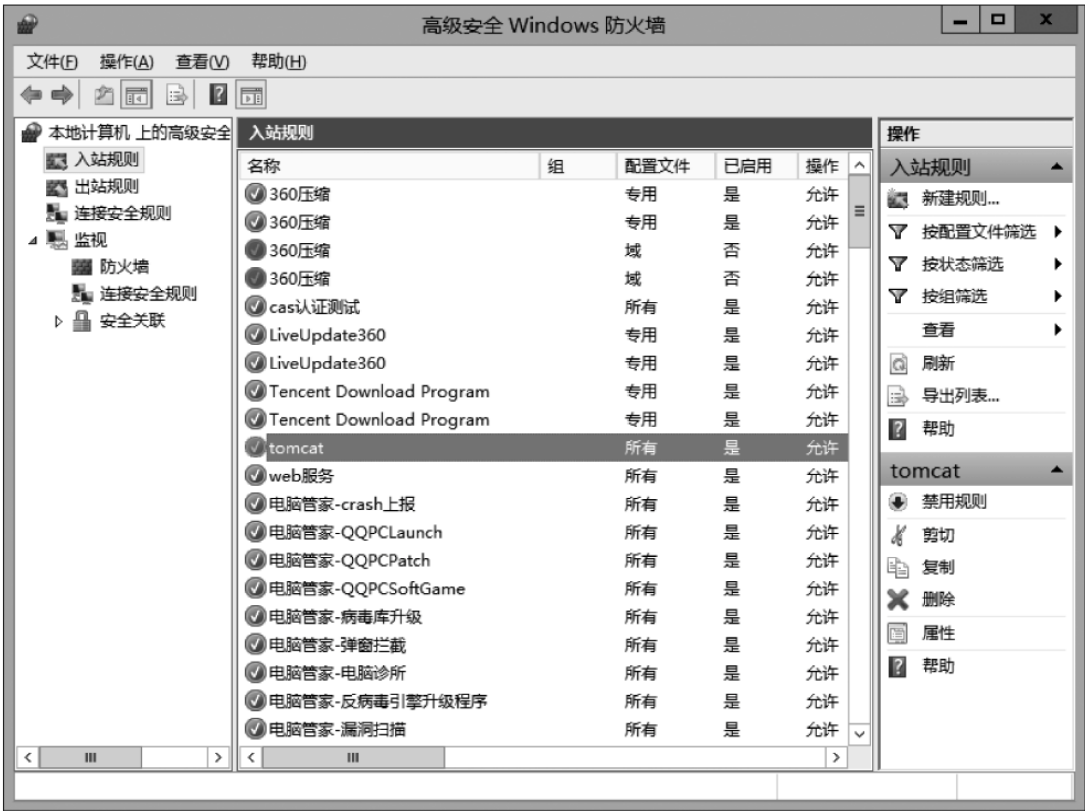 高级安全 Windows 防火墙
文件(F) 操作(A) 查看(V) 帮助(H)
本地计算机 上的高级安全
入站规则
出站规则
连接安全规则
监视
防火墙
连接安全规则
安全关联
入站规则
名称 组 配置文件 已启用 操作
360压缩 专用 是 允许
360压缩 专用 是 允许
360压缩 域 否 允许
360压缩 域 否 允许
cas认证测试 所有 是 允许
LiveUpdate360 专用 是 允许
LiveUpdate360 专用 是 允许
Tencent Download Program 专用 是 允许
Tencent Download Program 专用 是 允许
tomcat 所有 是 允许
web服务 所有 是 允许
电脑管家-crash上报 所有 是 允许
电脑管家-QQPCLaunch 所有 是 允许
电脑管家-QQPCPatch 所有 是 允许
电脑管家-QQPCSoftGame 所有 是 允许
电脑管家-病毒库升级 所有 是 允许
电脑管家-弹窗拦截 所有 是 允许
电脑管家-电脑诊所 所有 是 允许
电脑管家-反病毒引擎升级程序 所有 是 允许
电脑管家-漏洞扫描 所有 是 允许
操作
入站规则
新建规则...
按配置文件筛选
按状态筛选
按组筛选
查看
刷新
导出列表...
帮助
tomcat
禁用规则
剪切
复制
删除
属性
帮助